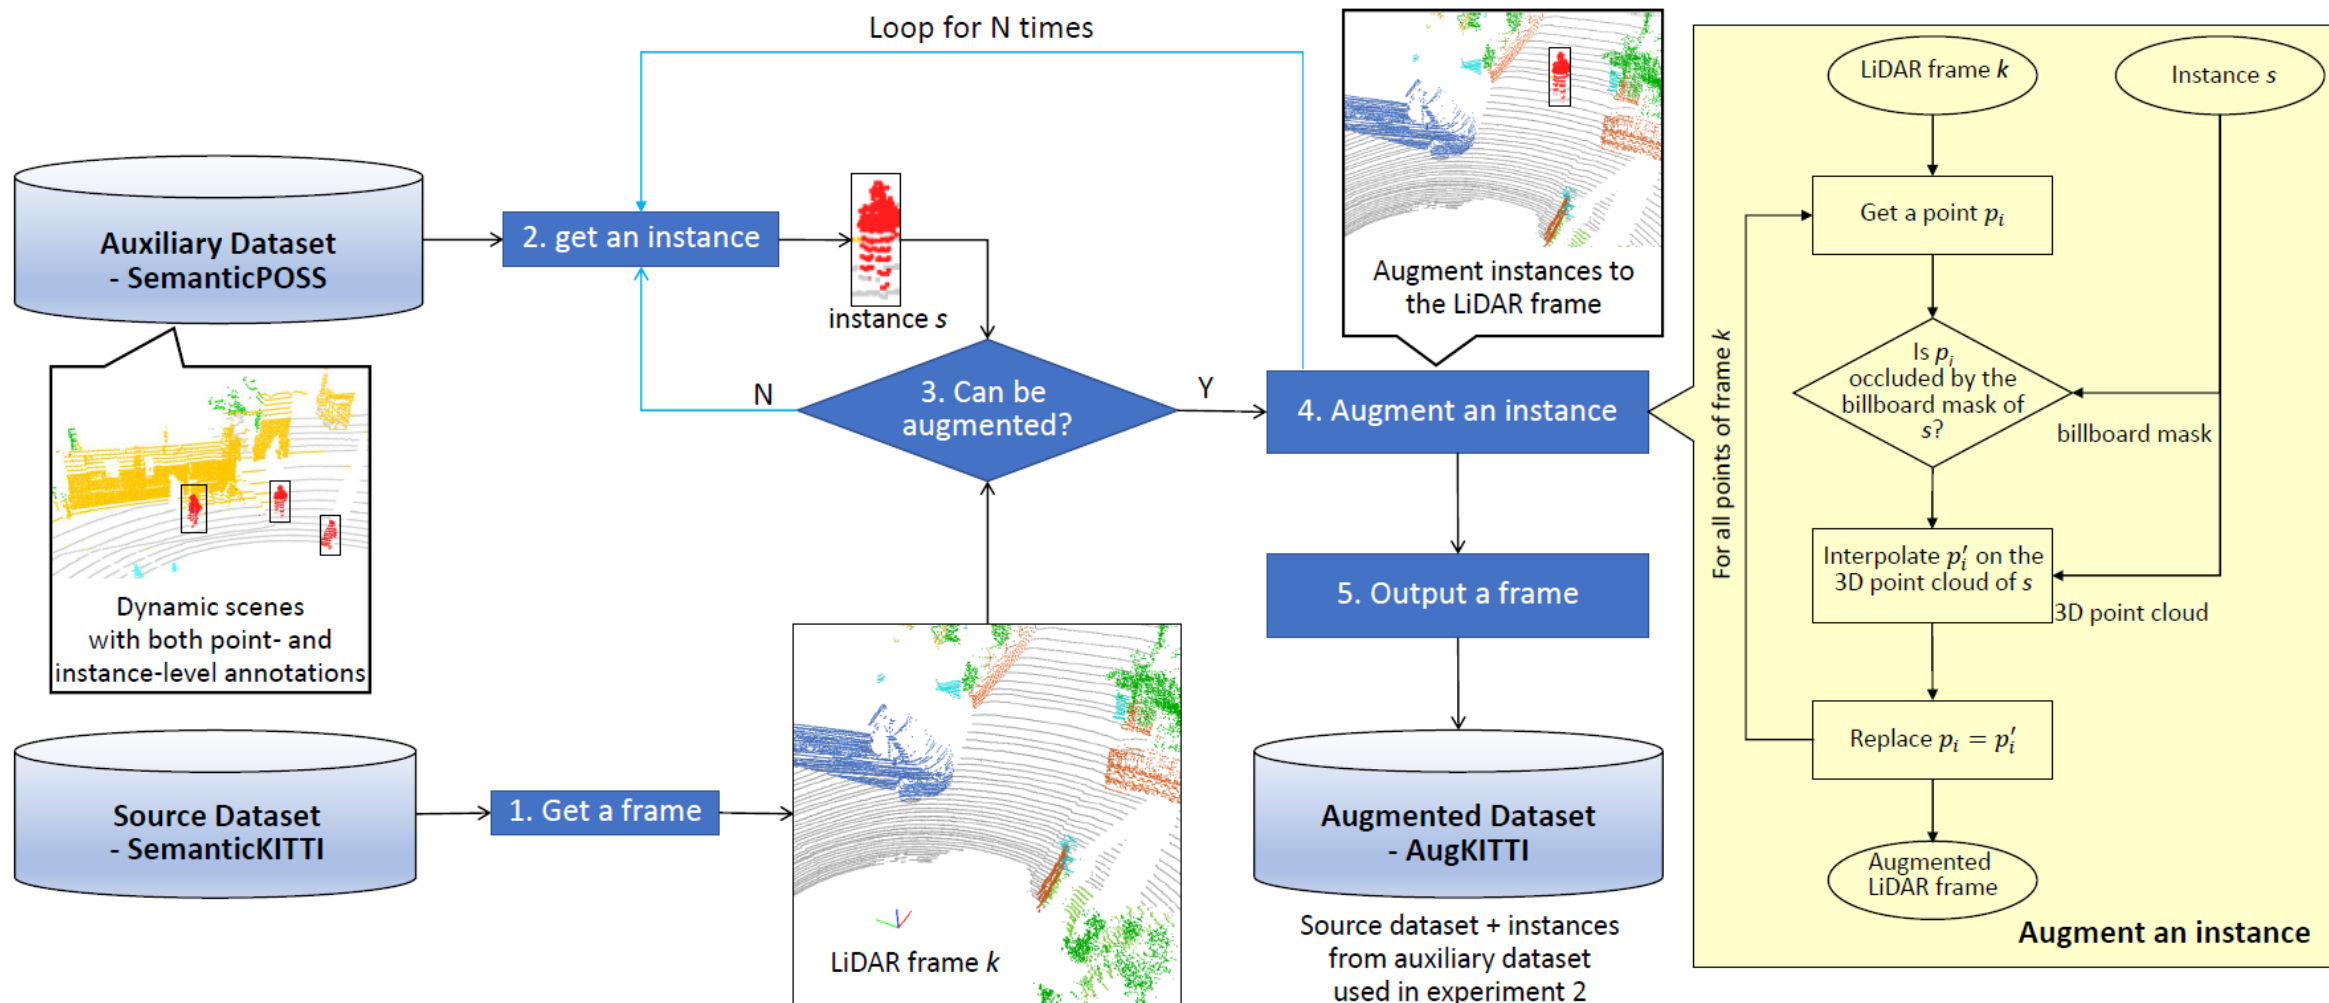 Loop for N times
Auxiliary Dataset
- SemanticPOSS
2. get an instance
instance s
Dynamic scenes
with both point- and
instance-level annotations
N
3. Can be
augmented?
Y
Augment instances to
the LiDAR frame
4. Augment an instance
5. Output a frame
Source Dataset
- SemanticKITTI
1. Get a frame
LiDAR frame k
Augmented Dataset
- AugKITTI
Source dataset + instances
from auxiliary dataset
used in experiment 2
LiDAR frame k
Instance s
Get a point pᵢ
For all points of frame k
Is pᵢ
occluded by the
billboard mask of
s?
billboard mask
Interpolate pᵢ′ on the
3D point cloud of s
3D point cloud
Replace pᵢ = pᵢ′
Augmented
LiDAR frame
Augment an instance